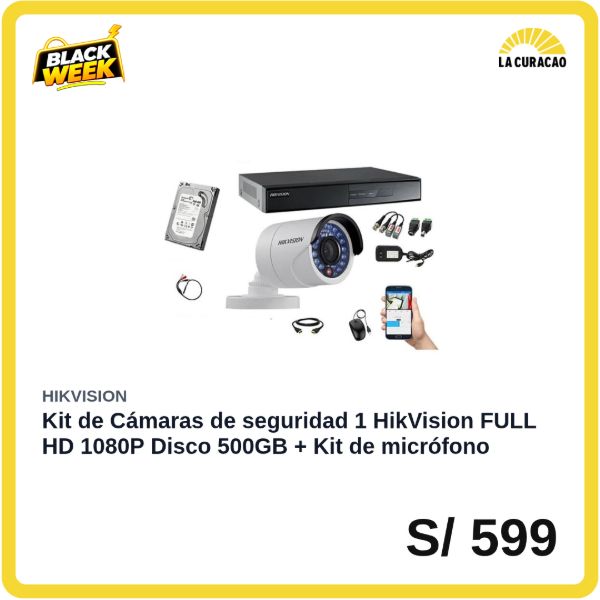 BLACK
WEEK
LA CURACAO
HIKVISION
HIKVISION
HIKVISION
Kit de Cámaras de seguridad 1 HikVision FULL
HD 1080P Disco 500GB + Kit de micrófono
S/ 599